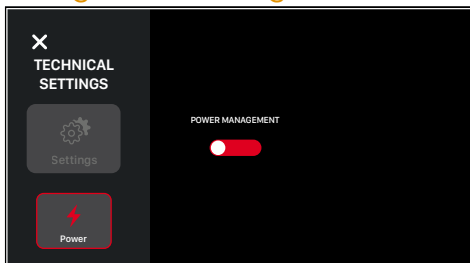 TECHNICAL
SETTINGS
POWER MANAGEMENT
Settings
Power